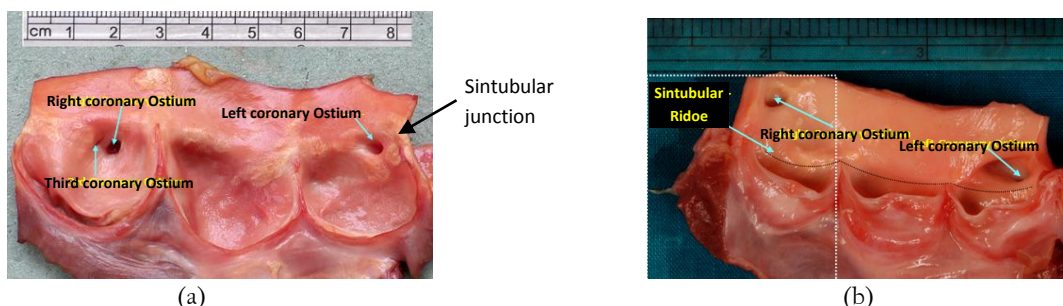 cm 1 2 3 4 5 6 7 8
Right coronary Ostium
Left coronary Ostium
Third coronary Ostium
Sintubular
junction
(a)
2 3
Sintubular
Ridoe
Right coronary Ostium
Left coronary Ostium
(b)